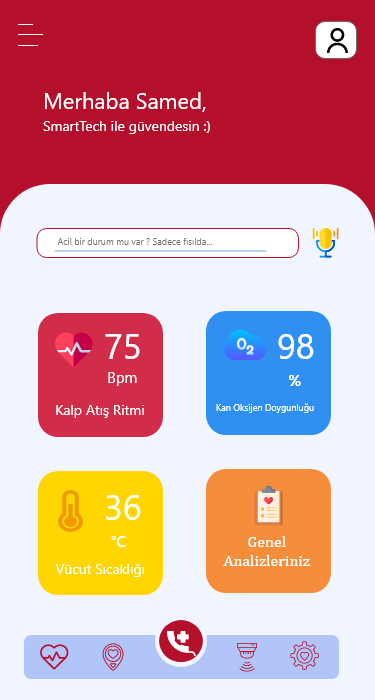 Merhaba Samed,
SmartTech ile güvendesin :)
Acil bir durum mu var ? Sadece fısılda...
75
Bpm
Kalp Atış Ritmi
O2
98
%
Kan Oksijen Doygunluğu
36
°C
Vücut Sıcaklığı
Genel
Analizleriniz